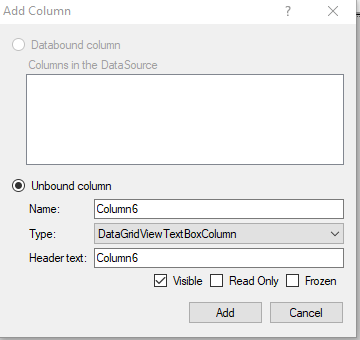 Add Column
?
Databound column
Columns in the DataSource
Unbound column
Name: Column6
Type: DataGridViewTextBoxColumn
Header text: Column6
Visible Read Only Frozen
Add Cancel